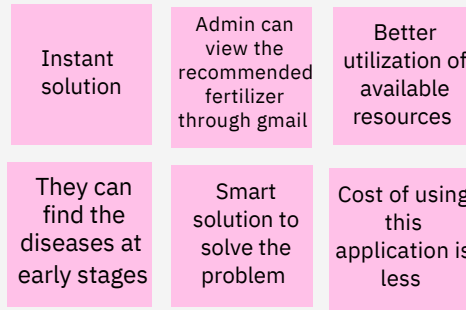 Instant
solution
Admin can
view the
recommended
fertilizer
through gmail
Better
utilization of
available
resources
They can
find the
diseases at
early stages
Smart
solution to
solve the
problem
Cost of using
this
application is
less